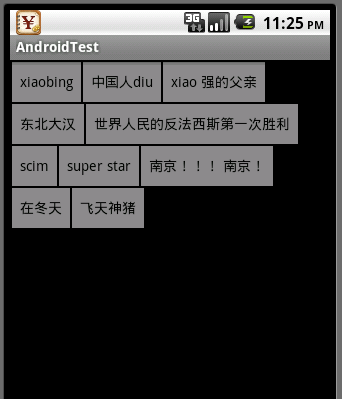 ¥ 3G 11:25 PM
AndroidTest
xiaobing 中国人diu xiao 强的父亲
东北大汉 世界人民的反法西斯第一次胜利
scim super star 南京！！！ 南京！
在冬天 飞天神猪